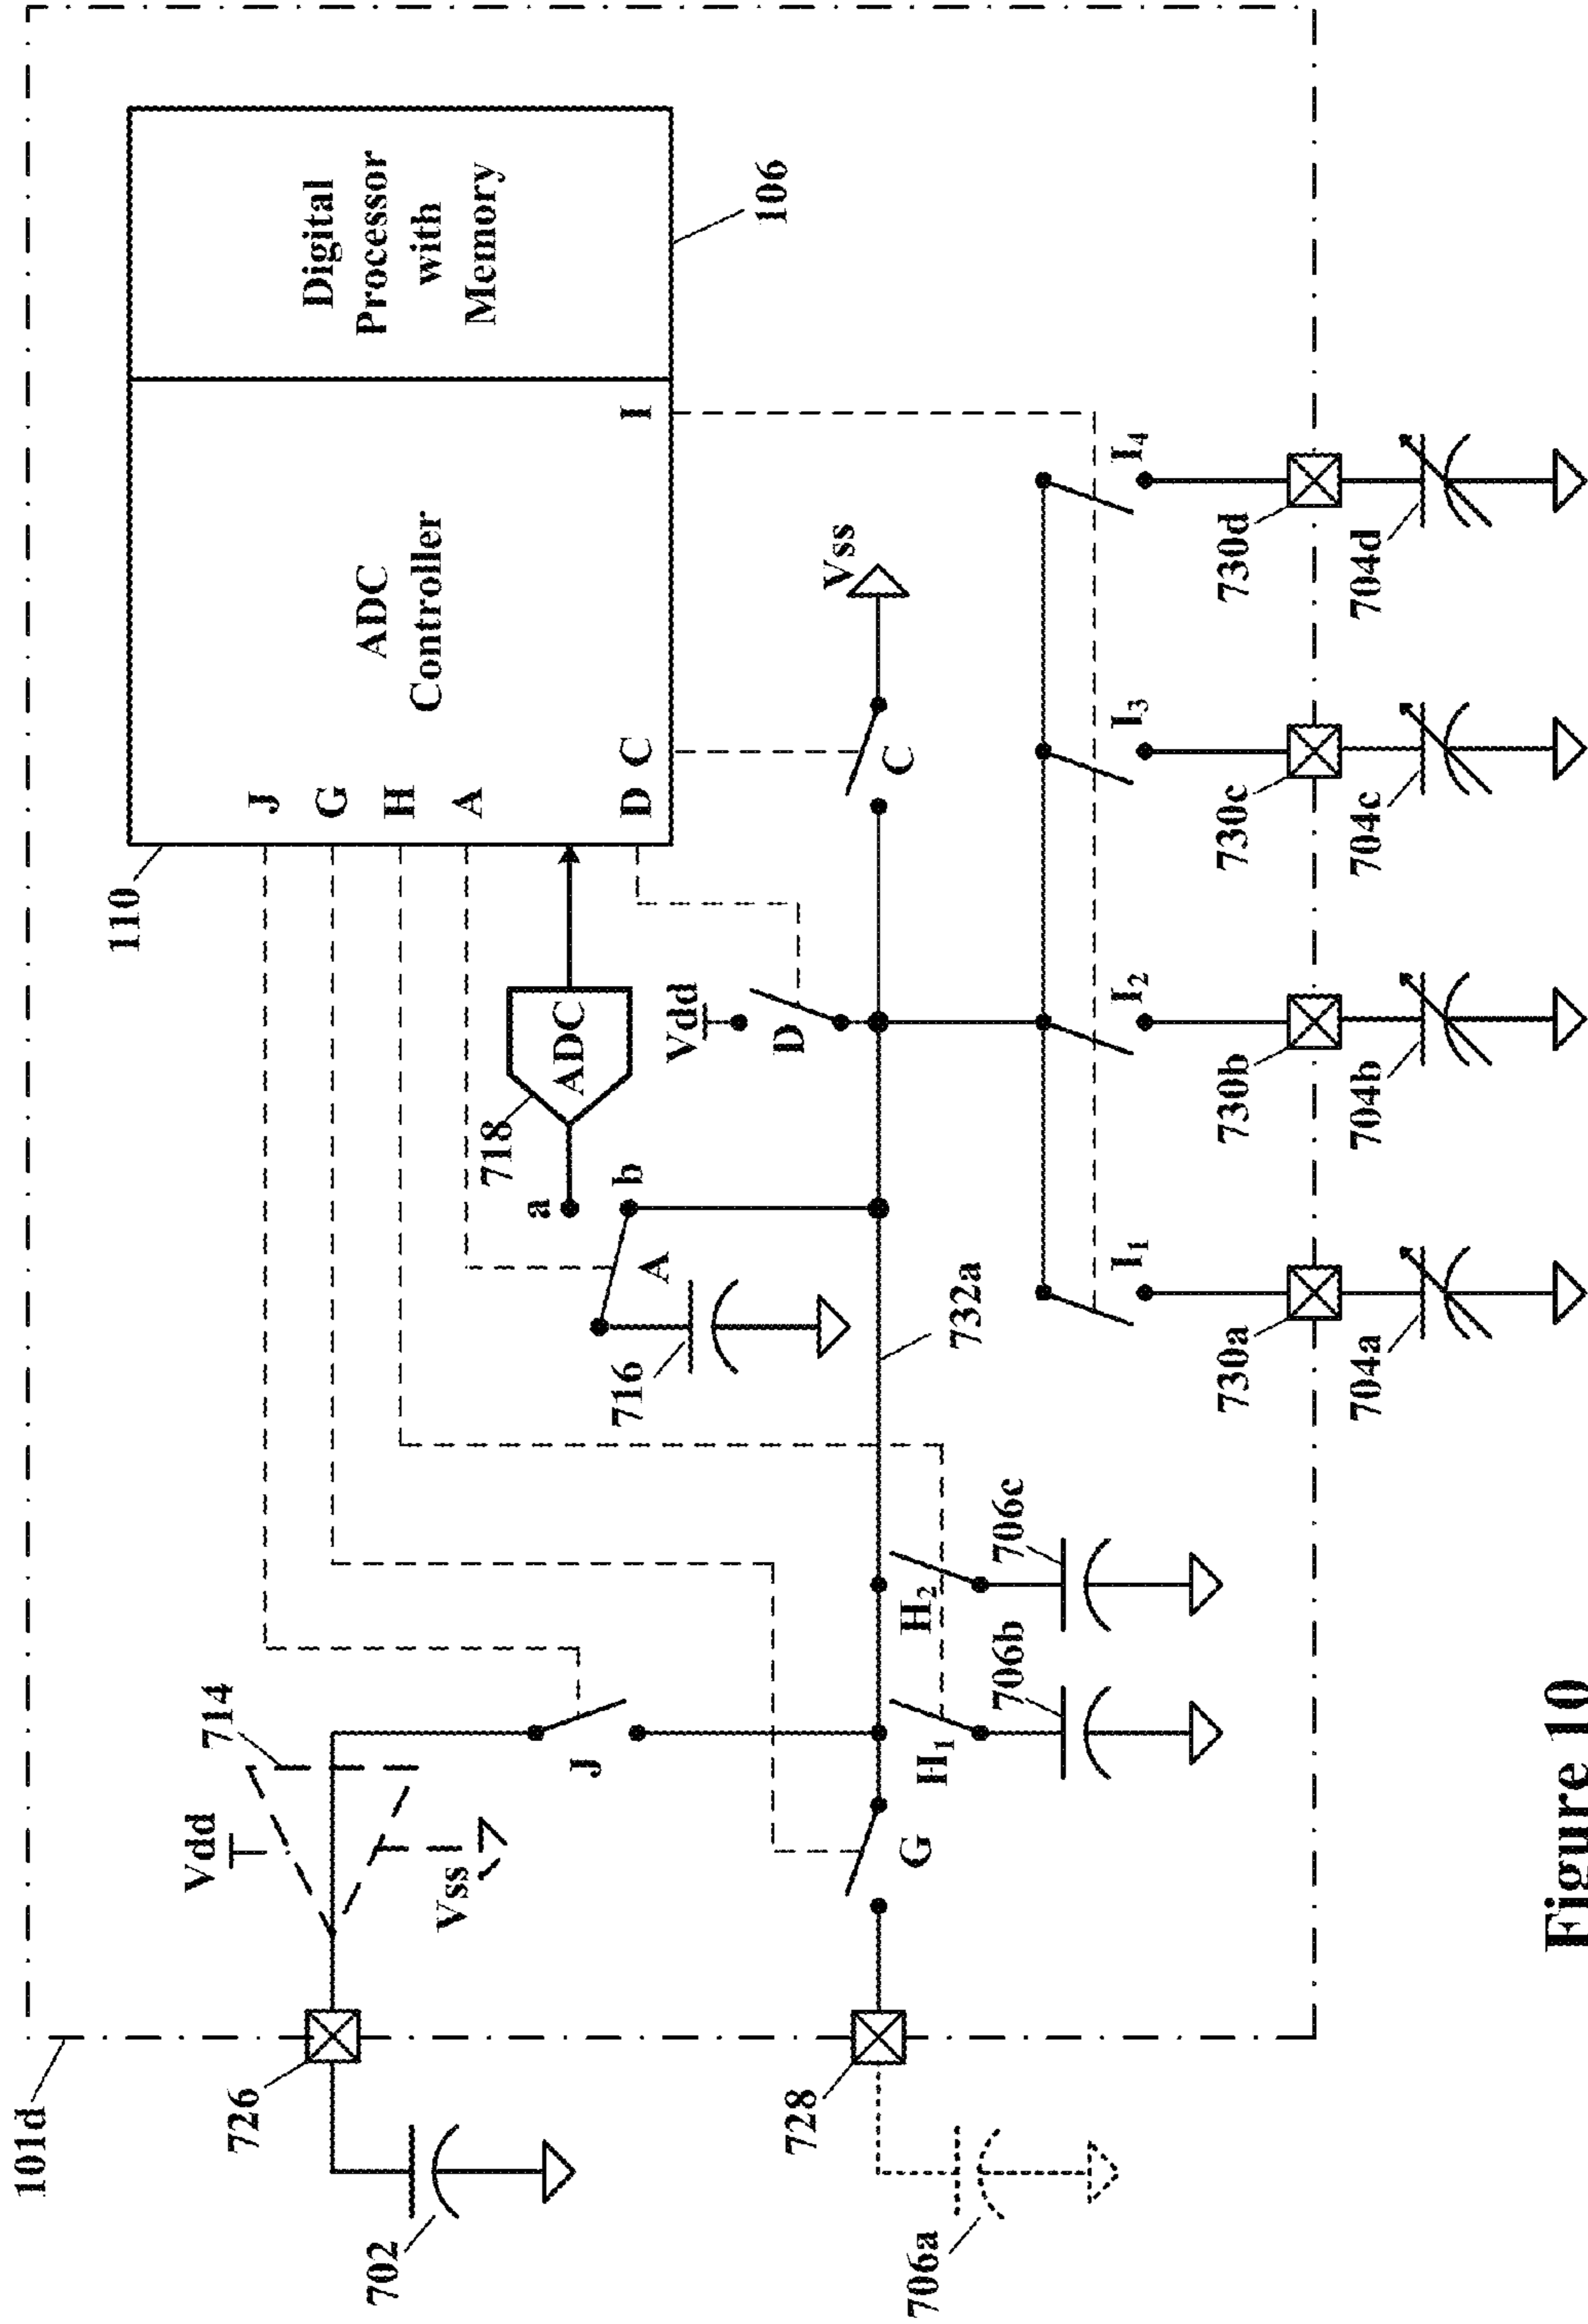 101d
726
702
728
706a
Vdd
714
Vss
J
G
H1
H2
706b
706c
732a
716
A
a
b
718
ADC
Vdd
D
C
Vss
110
J
G
H
A
D C
I
ADC
Controller
Digital
Processor
with
Memory
106
I1
I2
I3
I4
730a
730b
730c
730d
704a
704b
704c
704d
Figure 10